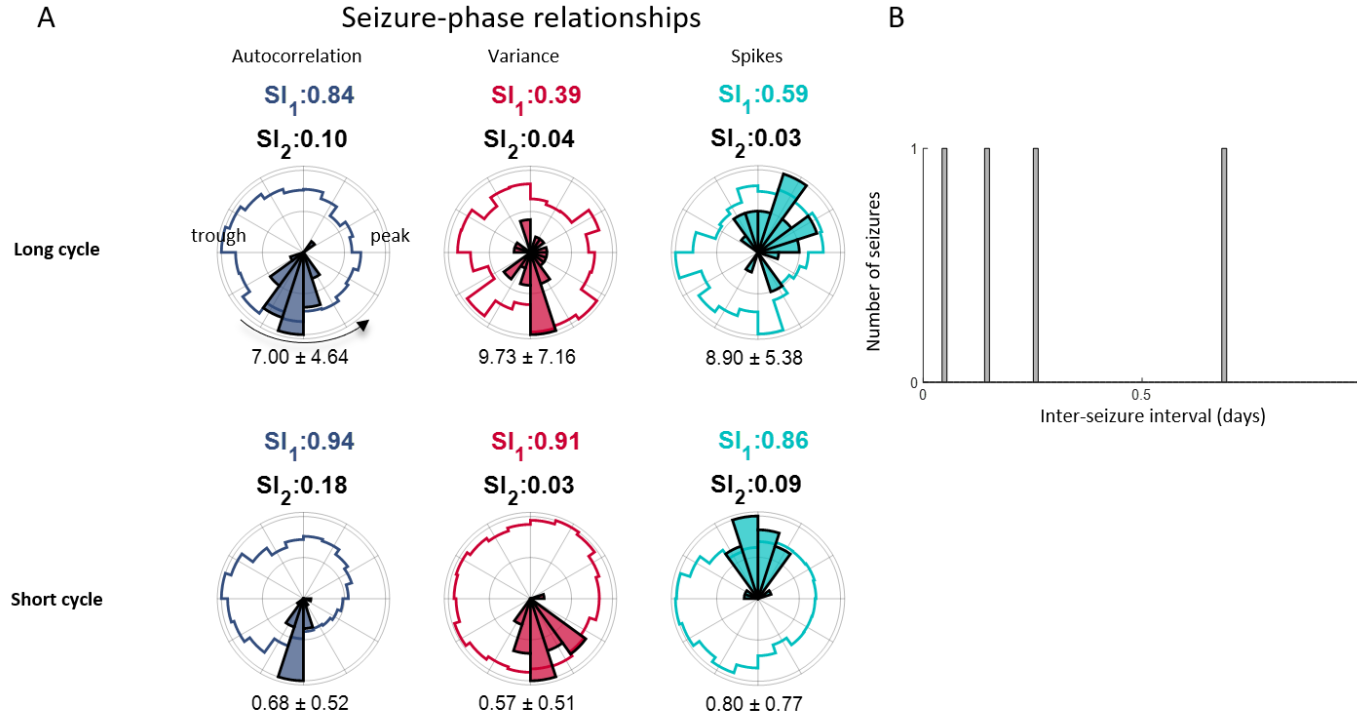 A
Seizure-phase relationships
B
Autocorrelation
Variance
Spikes
SI1:0.84
SI1:0.39
SI1:0.59
SI2:0.10
SI2:0.04
SI2:0.03
Long cycle
trough
peak
7.00 ± 4.64
9.73 ± 7.16
8.90 ± 5.38
1
Number of seizures
0
0
0.5
Inter-seizure interval (days)
SI1:0.94
SI1:0.91
SI1:0.86
SI2:0.18
SI2:0.03
SI2:0.09
Short cycle
0.68 ± 0.52
0.57 ± 0.51
0.80 ± 0.77